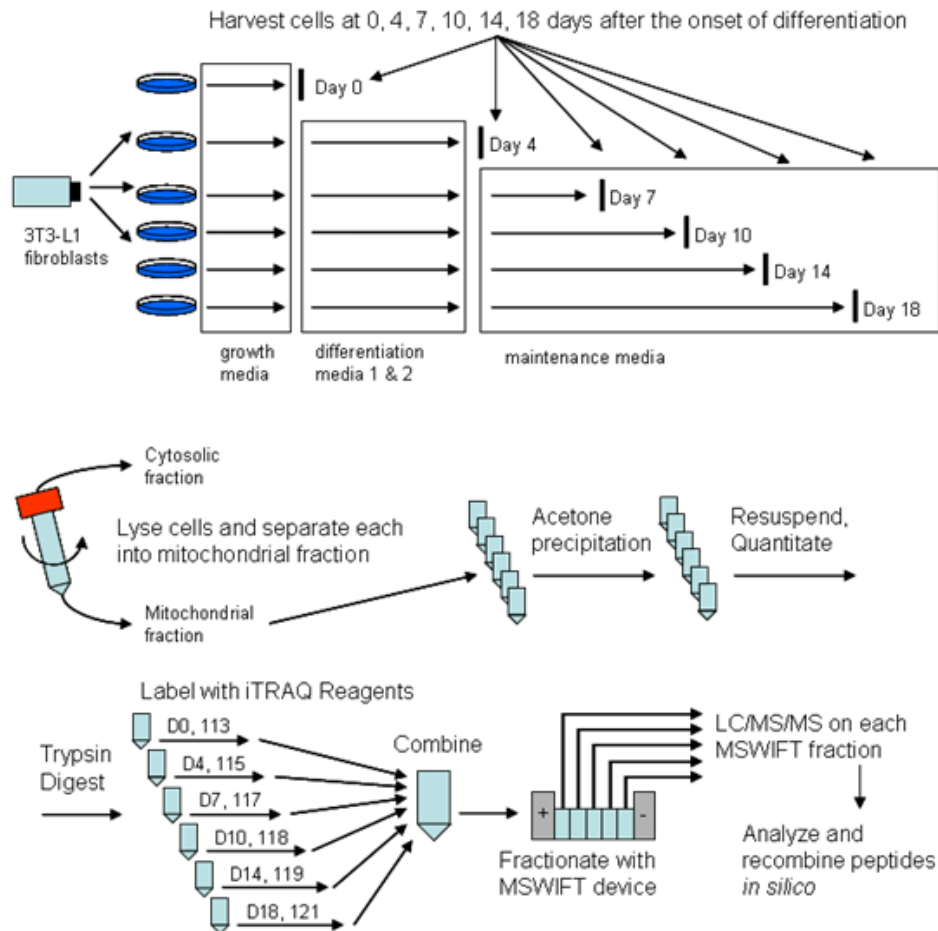 Harvest cells at 0, 4, 7, 10, 14, 18 days after the onset of differentiation
Day 0
Day 4
Day 7
Day 10
Day 14
Day 18
3T3-L1
fibroblasts
growth
media
differentiation
media 1 & 2
maintenance media
Cytosolic
fraction
Lyse cells and separate each
into mitochondrial fraction
Mitochondrial
fraction
Acetone
precipitation
Resuspend,
Quantitate
Label with iTRAQ Reagents
Trypsin
Digest
D0, 113
D4, 115
D7, 117
D10, 118
D14, 119
D18, 121
Combine
+
-
Fractionate with
MSWIFT device
LC/MS/MS on each
MSWIFT fraction
Analyze and
recombine peptides
in silico